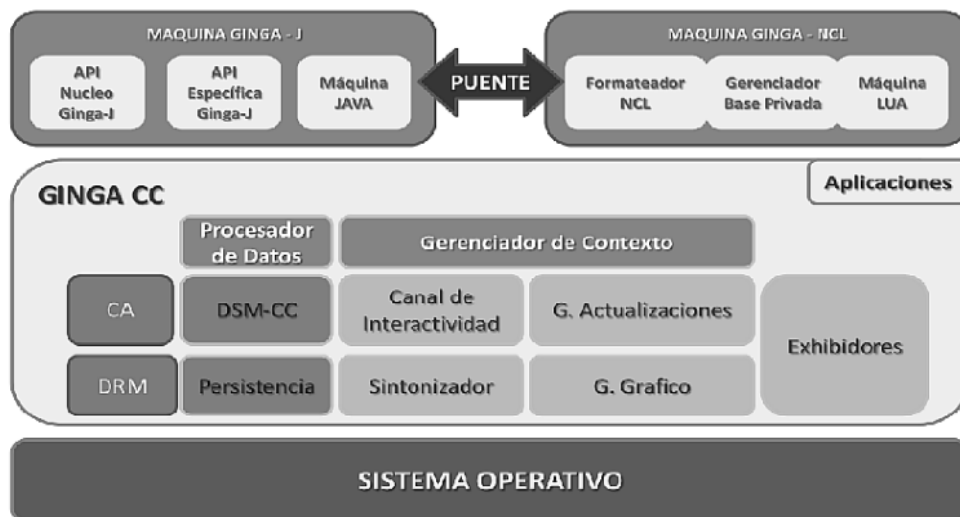 MAQUINA GINGA - J
API
Nucleo
Ginga-J
API
Específica
Ginga-J
Máquina
JAVA
PUENTE
MAQUINA GINGA - NCL
Formateador
NCL
Gerenciador
Base Privada
Máquina
LUA
GINGA CC
Aplicaciones
Procesador
de Datos
Gerenciador de Contexto
CA
DSM-CC
Canal de
Interactividad
G. Actualizaciones
Exhibidores
DRM
Persistencia
Sintonizador
G. Grafico
SISTEMA OPERATIVO